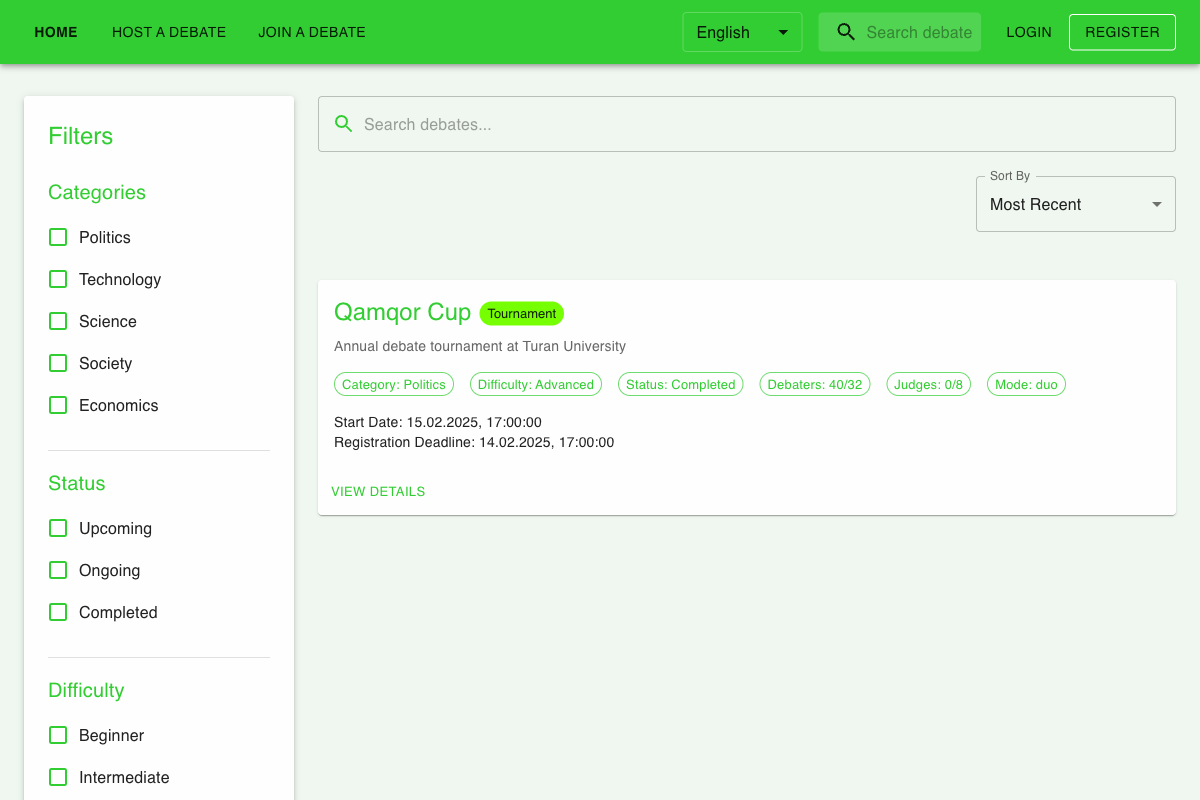 HOME HOST A DEBATE JOIN A DEBATE English Search debate LOGIN REGISTER
Filters
Categories
Politics
Technology
Science
Society
Economics
Status
Upcoming
Ongoing
Completed
Difficulty
Beginner
Intermediate
Search debates...
Sort By
Most Recent
Qamqor Cup Tournament
Annual debate tournament at Turan University
Category: Politics Difficulty: Advanced Status: Completed Debaters: 40/32 Judges: 0/8 Mode: duo
Start Date: 15.02.2025, 17:00:00
Registration Deadline: 14.02.2025, 17:00:00
VIEW DETAILS